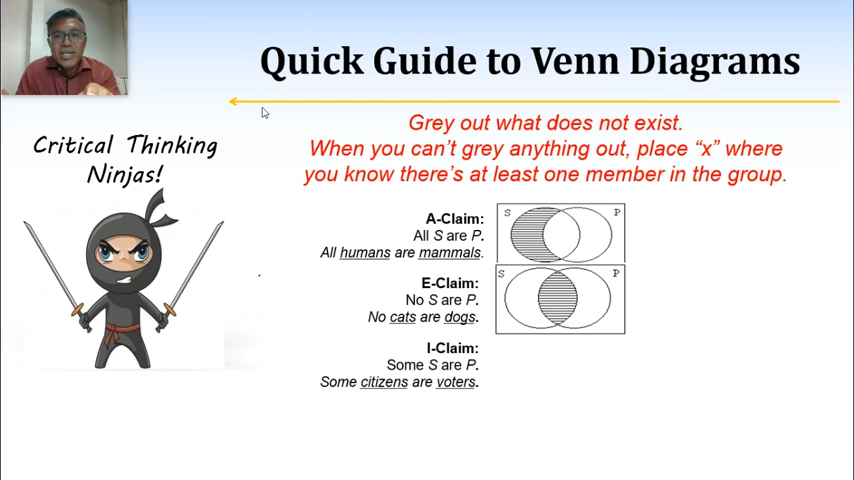 Quick Guide to Venn Diagrams
Grey out what does not exist.
When you can't grey anything out, place “x” where
you know there's at least one member in the group.
Critical Thinking
Ninjas!
A-Claim:
All S are P.
All humans are mammals.
S P
E-Claim:
No S are P.
No cats are dogs.
S P
I-Claim:
Some S are P.
Some citizens are voters.